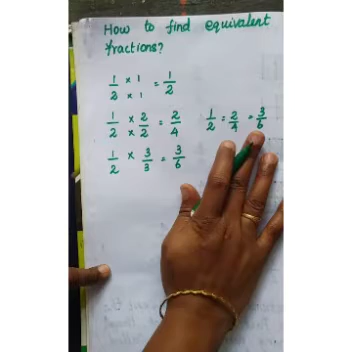 How to find equivalent
fractions?
1/2 × 1 × 1 = 1/2
1/2 × 2 × 2 = 2/4 1/2 = 2/4 = 3/6
1/2 × 3/3 = 3/6